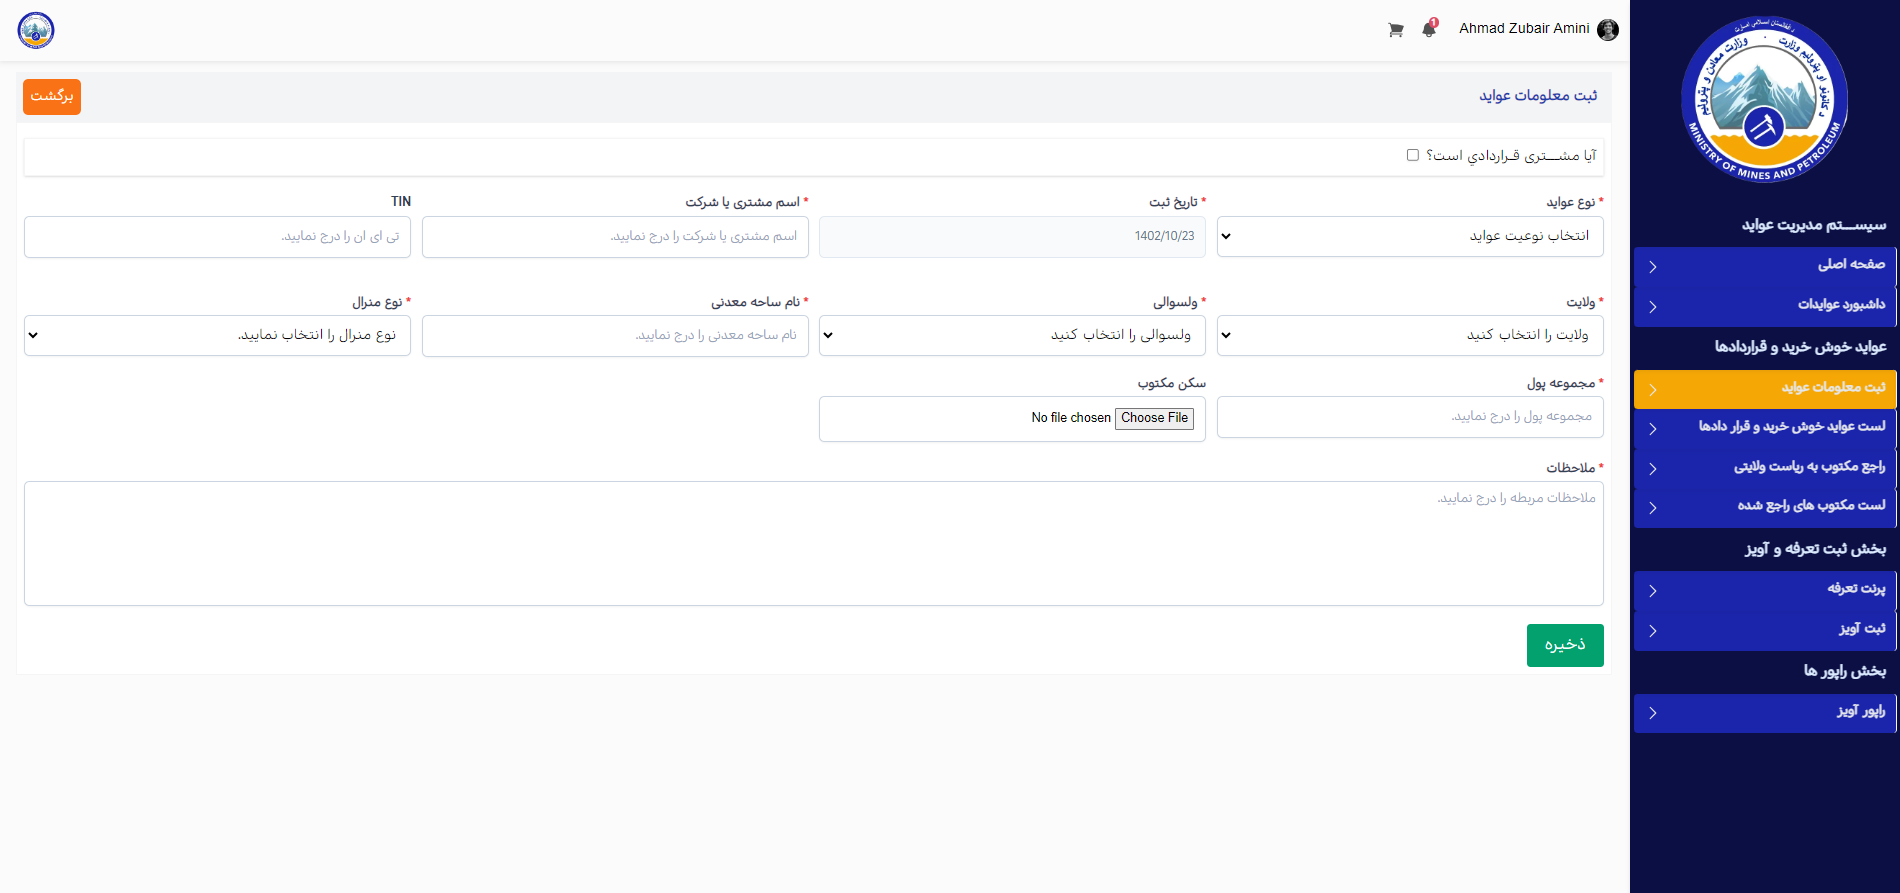 Ahmad Zubair Amini
1
ثبت معلومات عواید
برگشت
آیا مشـــتری قـراردادي است؟
* نوع عواید
* تاریخ ثبت
* اسم مشتری یا شرکت
TIN
انتخاب نوعیت عواید
1402/10/23
اسم مشتری یا شرکت را درج نمایید.
تی ای ان را درج نمایید.
* ولایت
* ولسوالی
* نام ساحه معدنی
* نوع منرال
ولایت را انتخاب کنید
ولسوالی را انتخاب کنید
نام ساحه معدنی را درج نمایید.
نوع منرال را انتخاب نمایید.
* مجموعه پول
سکن مکتوب
مجموعه پول را درج نمایید.
Choose File No file chosen
* ملاحظات
ملاحظات مربطه را درج نمایید.
ذخیره
د افغانستان اسلامي امارت
د کانونو او پترولیم وزارت
وزارت معادن و پترولیم
MINISTRY OF MINES AND PETROLEUM
سیســـتم مدیریت عواید
صفحه اصلی
داشبورد عوایدات
عواید خوش خرید و قراردادها
ثبت معلومات عواید
لست عواید خوش خرید و قرار دادها
راجع مکتوب به ریاست ولایتی
لست مکتوب های راجع شده
بخش ثبت تعرفه و آویز
پرنت تعرفه
ثبت آویز
بخش راپور ها
راپور آویز